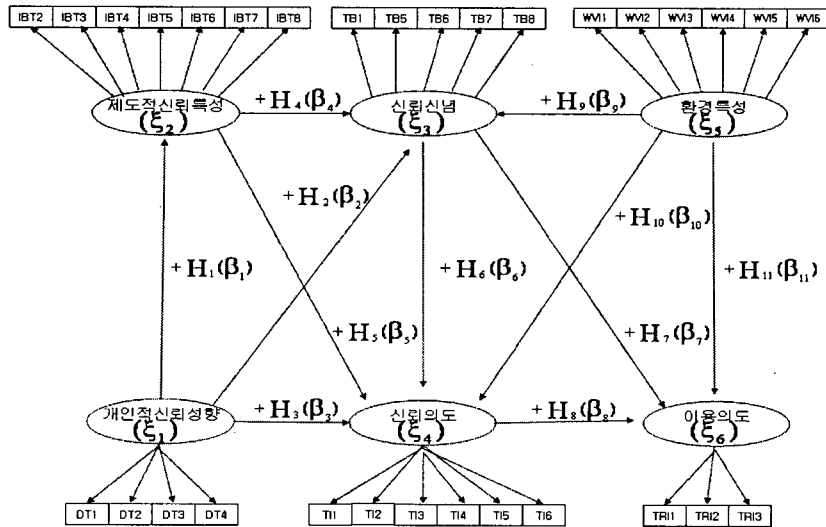 IBT2 IBT3 IBT4 IBT5 IBT6 IBT7 IBT8
TB1 TB5 TB6 TB7 TB8
WVI1 WVI2 WVI3 WVI4 WVI5 WVI6
제도적신뢰특성
(ξ₂)
+ H₄(β₄)
신뢰신념
(ξ₃)
+ H₉(β₉)
환경특성
(ξ₅)
+ H₂(β₂)
+ H₁₀(β₁₀)
+ H₁(β₁)
+ H₆(β₆)
+ H₁₁(β₁₁)
+ H₅(β₅)
+ H₇(β₇)
개인적신뢰성향
(ξ₁)
+ H₃(β₃)
신뢰의도
(ξ₄)
+ H₈(β₈)
이용의도
(ξ₆)
DT1 DT2 DT3 DT4
TI1 TI2 TI3 TI4 TI5 TI6
TRI1 TRI2 TRI3